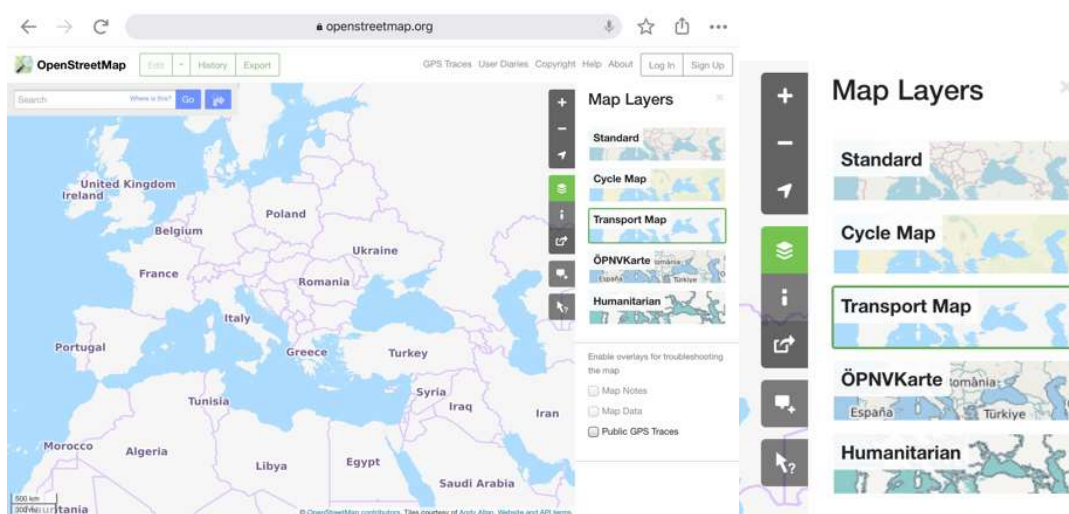 openstreetmap.org
OpenStreetMap
Edit
History
Export
GPS Traces
User Diaries
Copyright
Help
About
Log In
Sign Up
Search
Where is this?
Go
United Kingdom
Ireland
Belgium
Poland
Ukraine
France
Romania
Italy
Portugal
Greece
Turkey
Tunisia
Syria
Iraq
Iran
Morocco
Algeria
Libya
Egypt
Saudi Arabia
500 km
© OpenStreetMap contributors. Tiles courtesy of Andy Allan. Website and API terms
Map Layers
Standard
Cycle Map
Transport Map
ÖPNVKarte
España
Türkiye
Humanitarian
Enable overlays for troubleshooting
the map
Map Notes
Map Data
Public GPS Traces
Map Layers
Standard
Cycle Map
Transport Map
ÖPNVKarte
România
España
Türkiye
Humanitarian